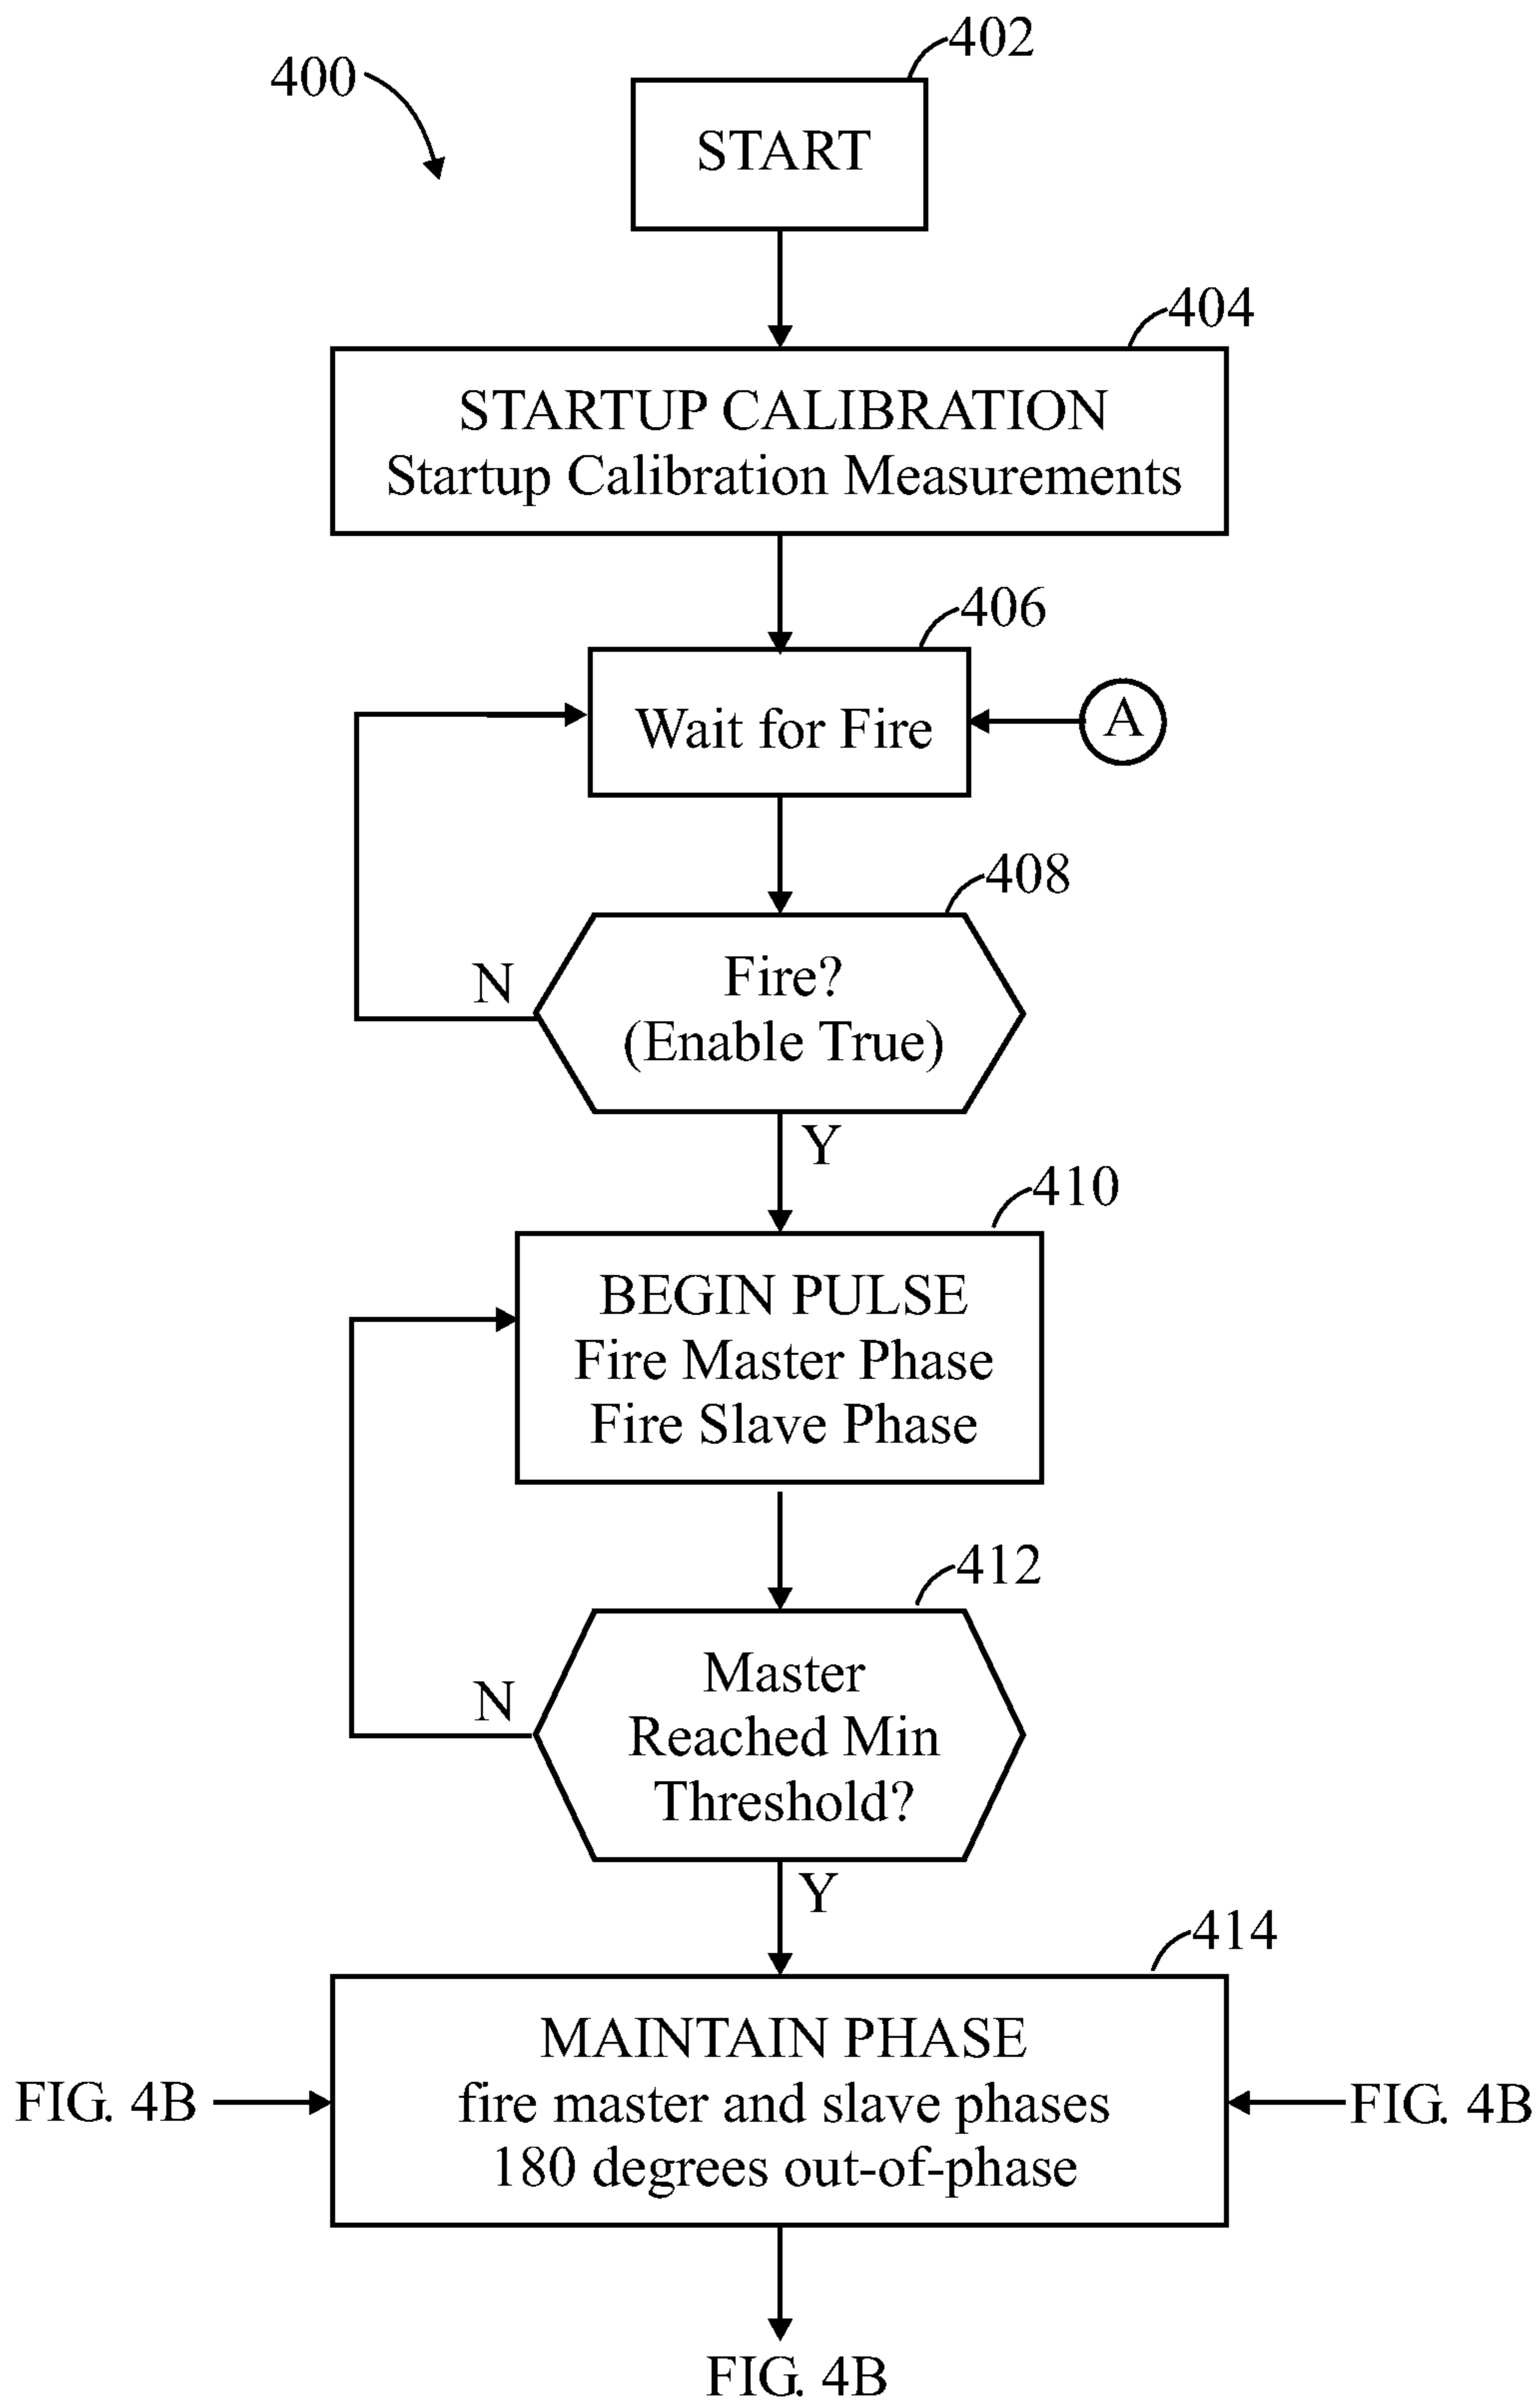 402
400
START
404
STARTUP CALIBRATION
Startup Calibration Measurements
406
Wait for Fire
A
408
Fire?
(Enable True)
N
Y
410
BEGIN PULSE
Fire Master Phase
Fire Slave Phase
412
Master
Reached Min
Threshold?
N
Y
414
MAINTAIN PHASE
fire master and slave phases
180 degrees out-of-phase
FIG. 4B
FIG. 4B
FIG. 4B